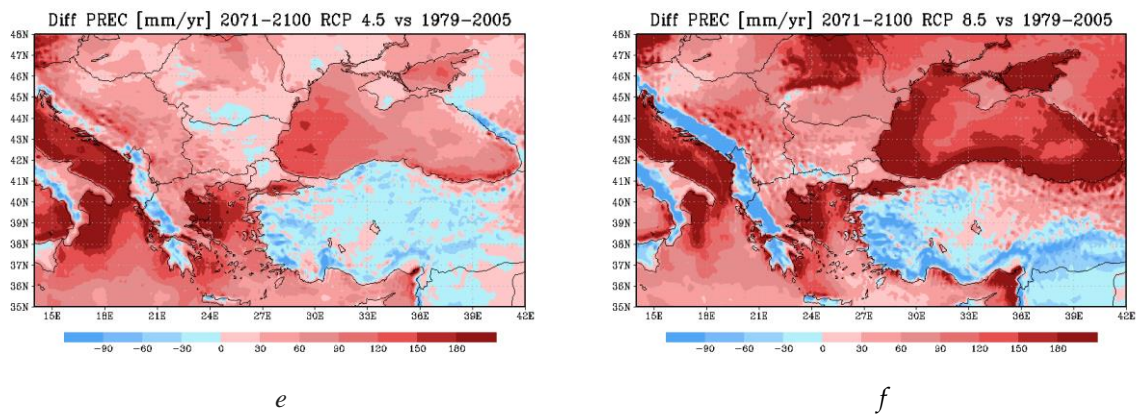 Diff PREC [mm/yr] 2071-2100 RCP 4.5 vs 1979-2005
48N
47N
46N
45N
44N
43N
42N
41N
40N
39N
38N
37N
36N
35N
15E 18E 21E 24E 27E 30E 33E 36E 39E 42E
-90 -60 -30 0 30 60 90 120 150 180
e
Diff PREC [mm/yr] 2071-2100 RCP 8.5 vs 1979-2005
48N
47N
46N
45N
44N
43N
42N
41N
40N
39N
38N
37N
36N
35N
15E 18E 21E 24E 27E 30E 33E 36E 39E 42E
-90 -60 -30 0 30 60 90 120 150 180
f